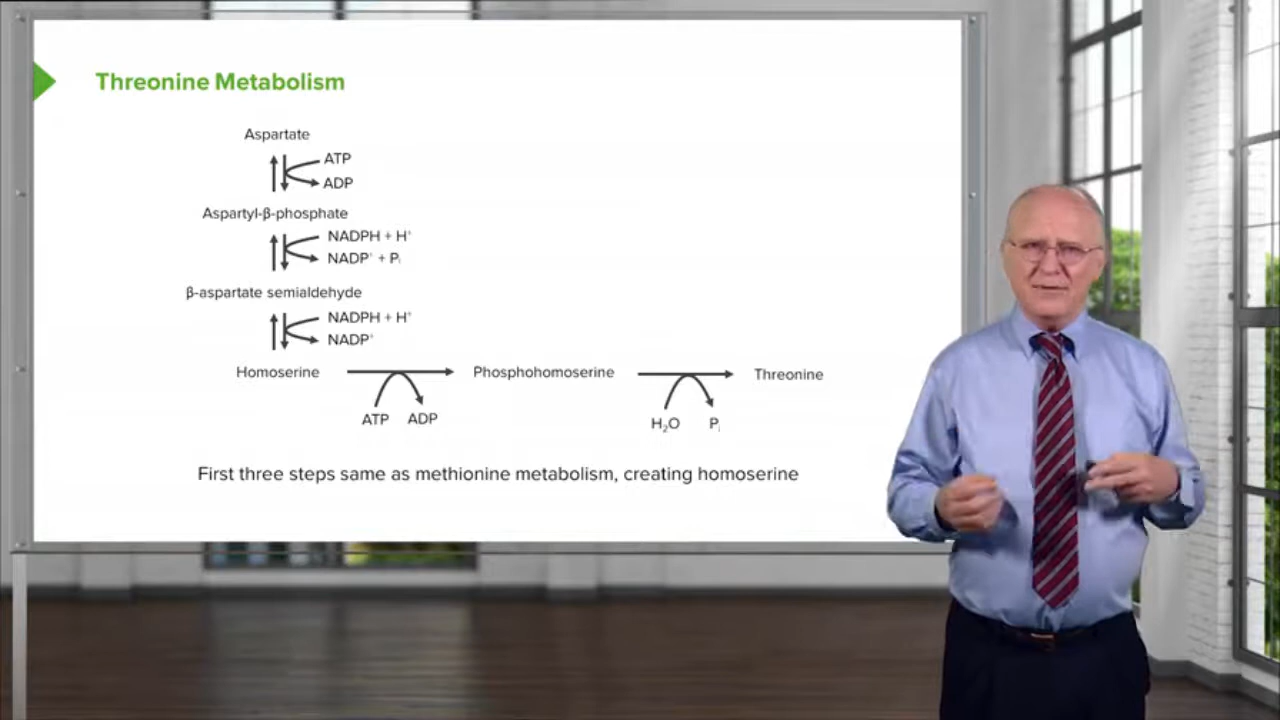 Threonine Metabolism
Aspartate
ATP
ADP
Aspartyl-β-phosphate
NADPH + H⁺
NADP⁺ + Pᵢ
β-aspartate semialdehyde
NADPH + H⁺
NADP⁺
Homoserine
Phosphohomoserine
Threonine
ATP ADP
H₂O Pᵢ
First three steps same as methionine metabolism, creating homoserine